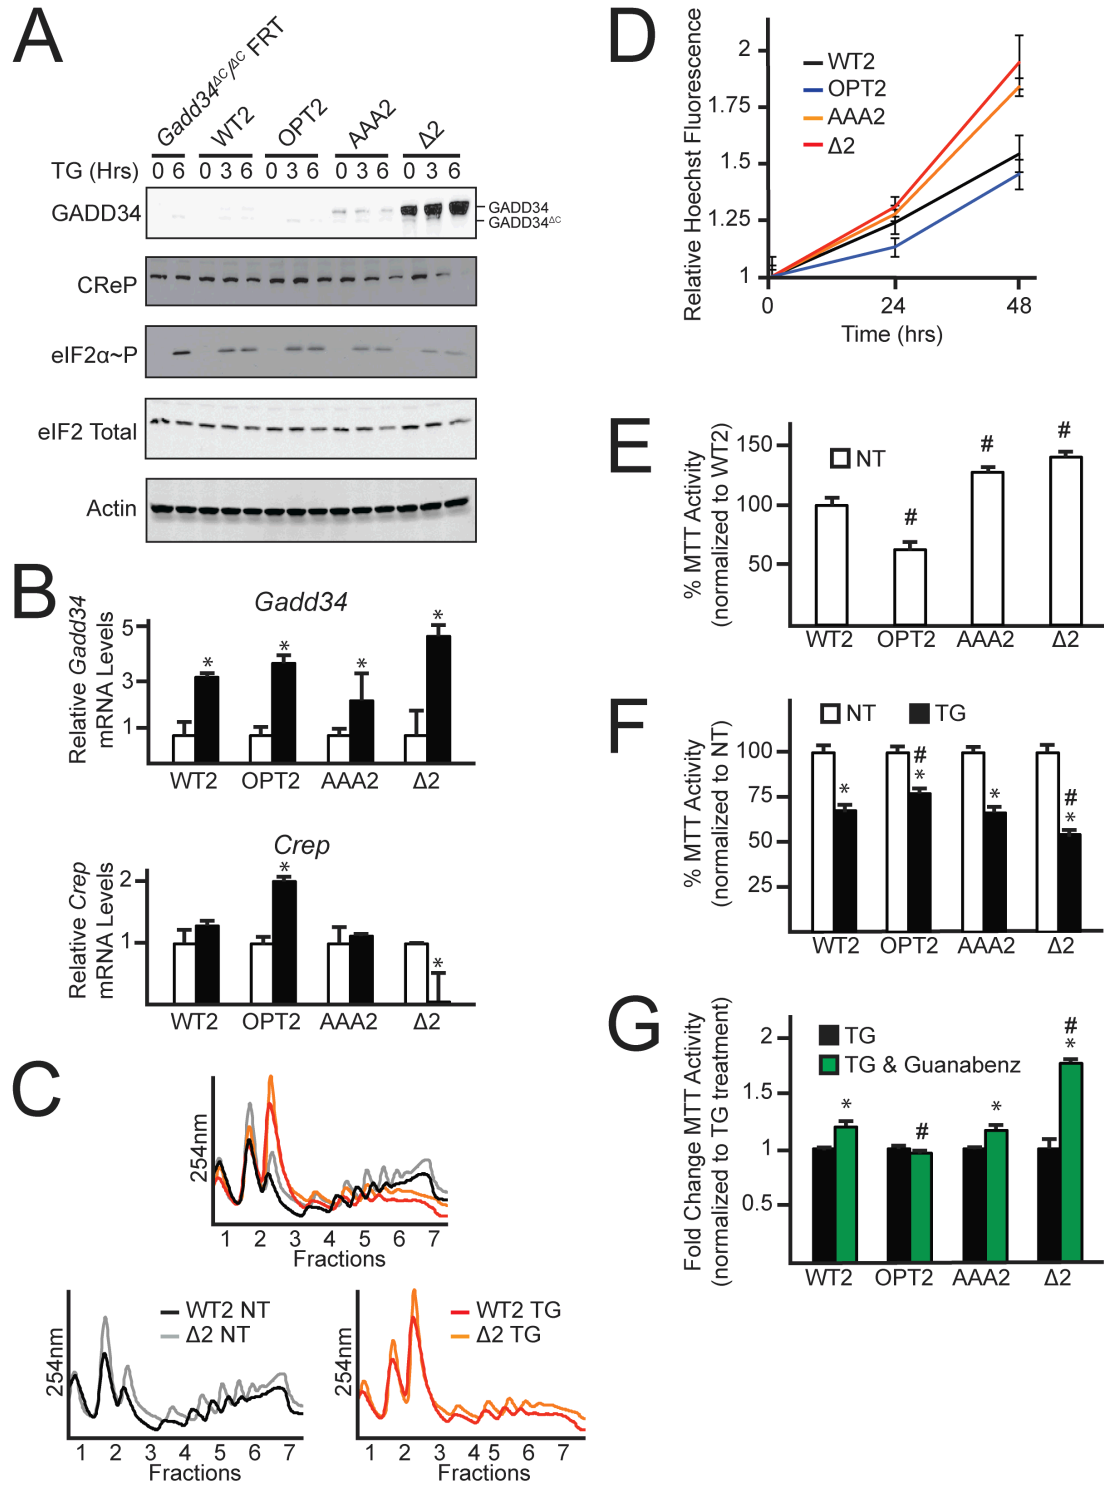 A
Gadd34ΔC/ΔC FRT
WT2
OPT2
AAA2
Δ2
TG (Hrs) 0 6 0 3 6 0 3 6 0 3 6 0 3 6
GADD34
GADD34
GADD34ΔC
CReP
eIF2α~P
eIF2 Total
Actin
B
Gadd34
Relative Gadd34
mRNA Levels
5
3
1
* * * *
WT2 OPT2 AAA2 Δ2
Crep
Relative Crep
mRNA Levels
2
1
* *
WT2 OPT2 AAA2 Δ2
C
254nm
1 2 3 4 5 6 7
Fractions
WT2 NT
Δ2 NT
254nm
1 2 3 4 5 6 7
Fractions
WT2 TG
Δ2 TG
254nm
1 2 3 4 5 6 7
Fractions
D
Relative Hoechst Fluorescence
2
1.75
1.5
1.25
1
WT2
OPT2
AAA2
Δ2
0 24 48
Time (hrs)
E
% MTT Activity
(normalized to WT2)
150
100
50
NT
# # #
WT2 OPT2 AAA2 Δ2
F
% MTT Activity
(normalized to NT)
100
75
50
25
NT TG
* # * * # *
WT2 OPT2 AAA2 Δ2
G
Fold Change MTT Activity
(normalized to TG treatment)
2
1.5
1
0.5
TG
TG & Guanabenz
* # * # *
WT2 OPT2 AAA2 Δ2